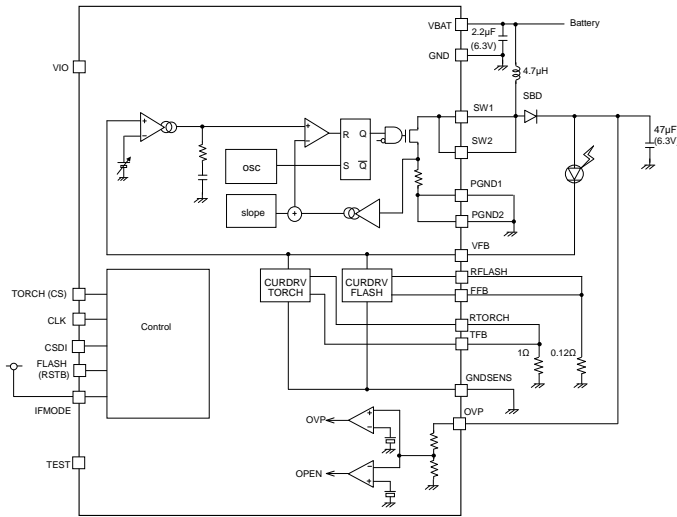 VBAT
Battery
2.2µF
(6.3V)
GND
VIO
4.7µH
SBD
SW1
47µF
(6.3V)
+
−
+
−
R Q
SW2
osc
S Q̅
PGND1
slope
+
PGND2
VFB
CURDRV
TORCH
CURDRV
FLASH
RFLASH
FFB
TORCH (CS)
CLK
Control
RTORCH
TFB
CSDI
1Ω
0.12Ω
FLASH
(RSTB)
GNDSENS
IFMODE
OVP
OVP
+
−
TEST
OPEN
−
+